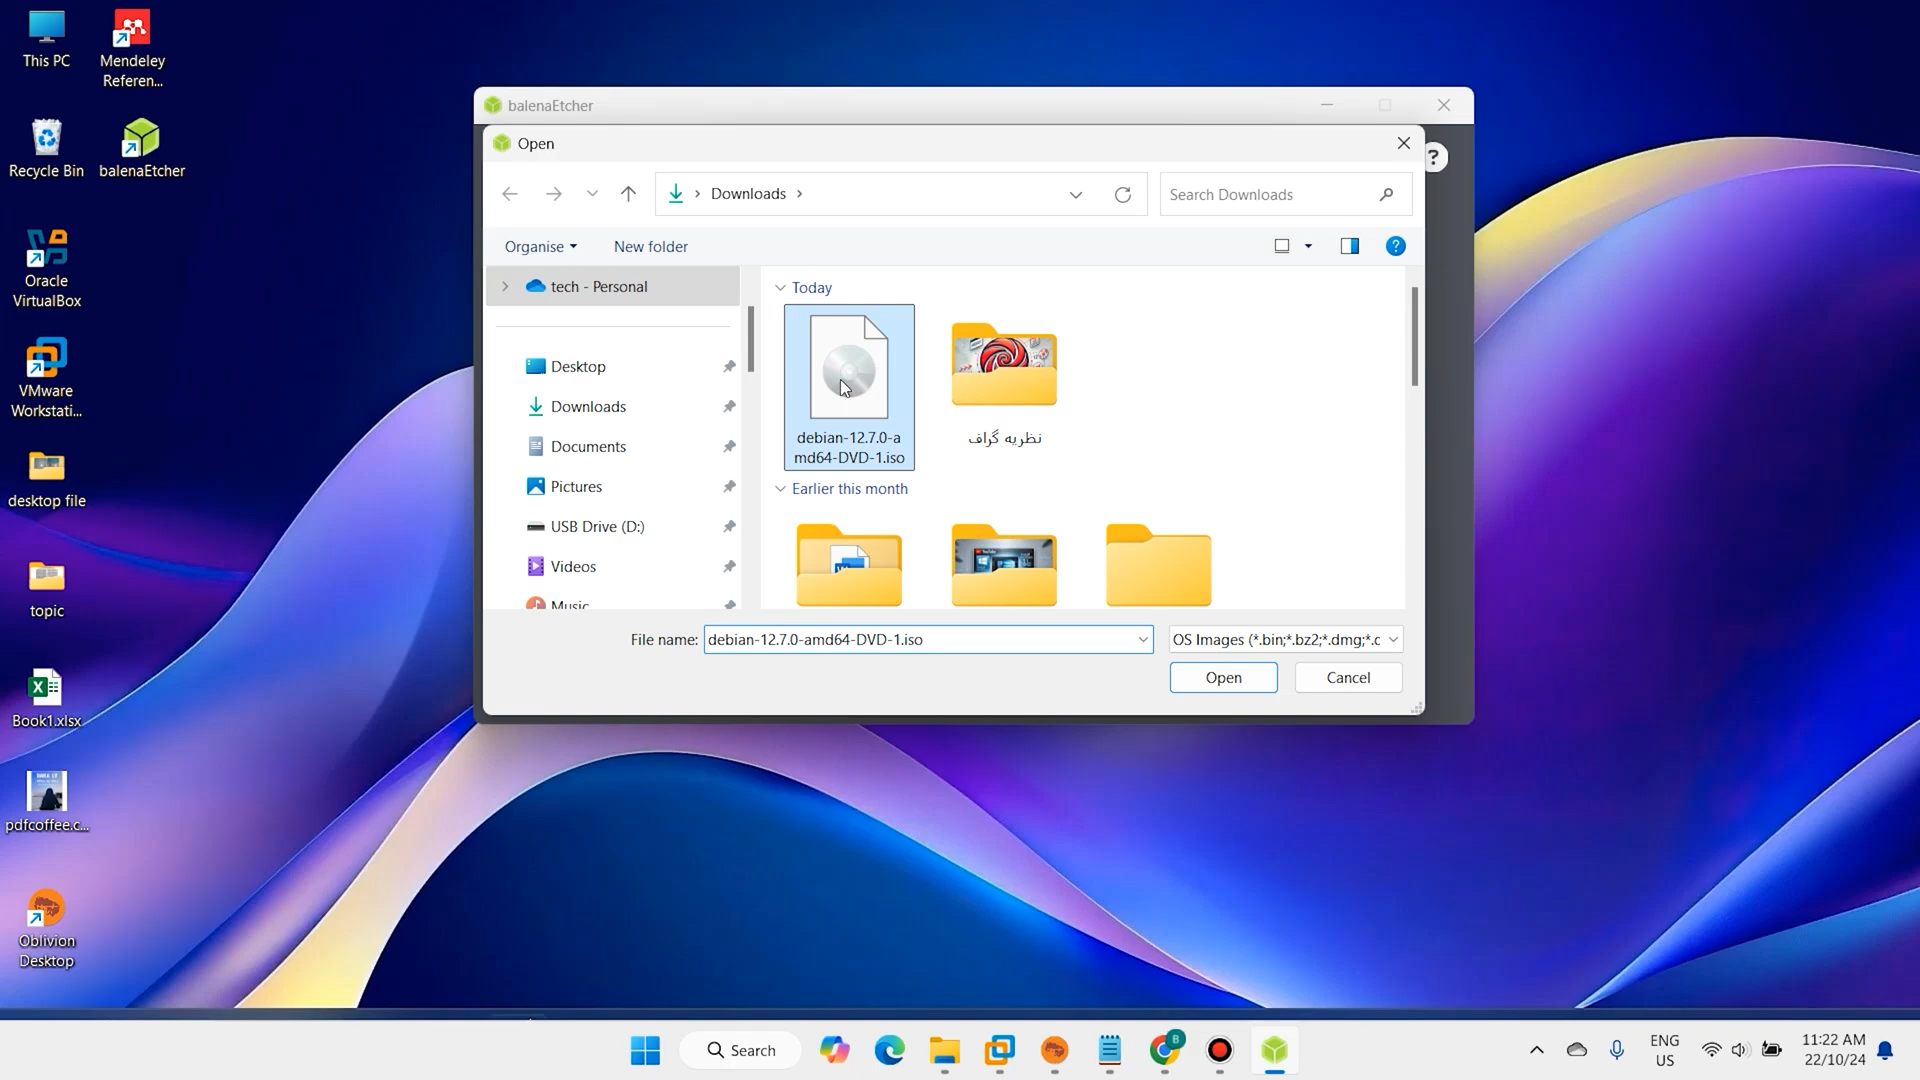 This PC
Mendeley
Referen...
Recycle Bin
balenaEtcher
Oracle
VirtualBox
VMware
Workstati...
desktop file
topic
Book1.xlsx
pdfcoffee.c...
Oblivion
Desktop
balenaEtcher
Open
?
Downloads
Search Downloads
Organise
New folder
?
tech - Personal
Desktop
Downloads
Documents
Pictures
USB Drive (D:)
Videos
Music
Today
debian-12.7.0-a
md64-DVD-1.iso
نظریه گراف
Earlier this month
File name:
debian-12.7.0-amd64-DVD-1.iso
OS Images (*.bin;*.bz2;*.dmg;*.c
Open
Cancel
Search
B
ENG
US
11:22 AM
22/10/24